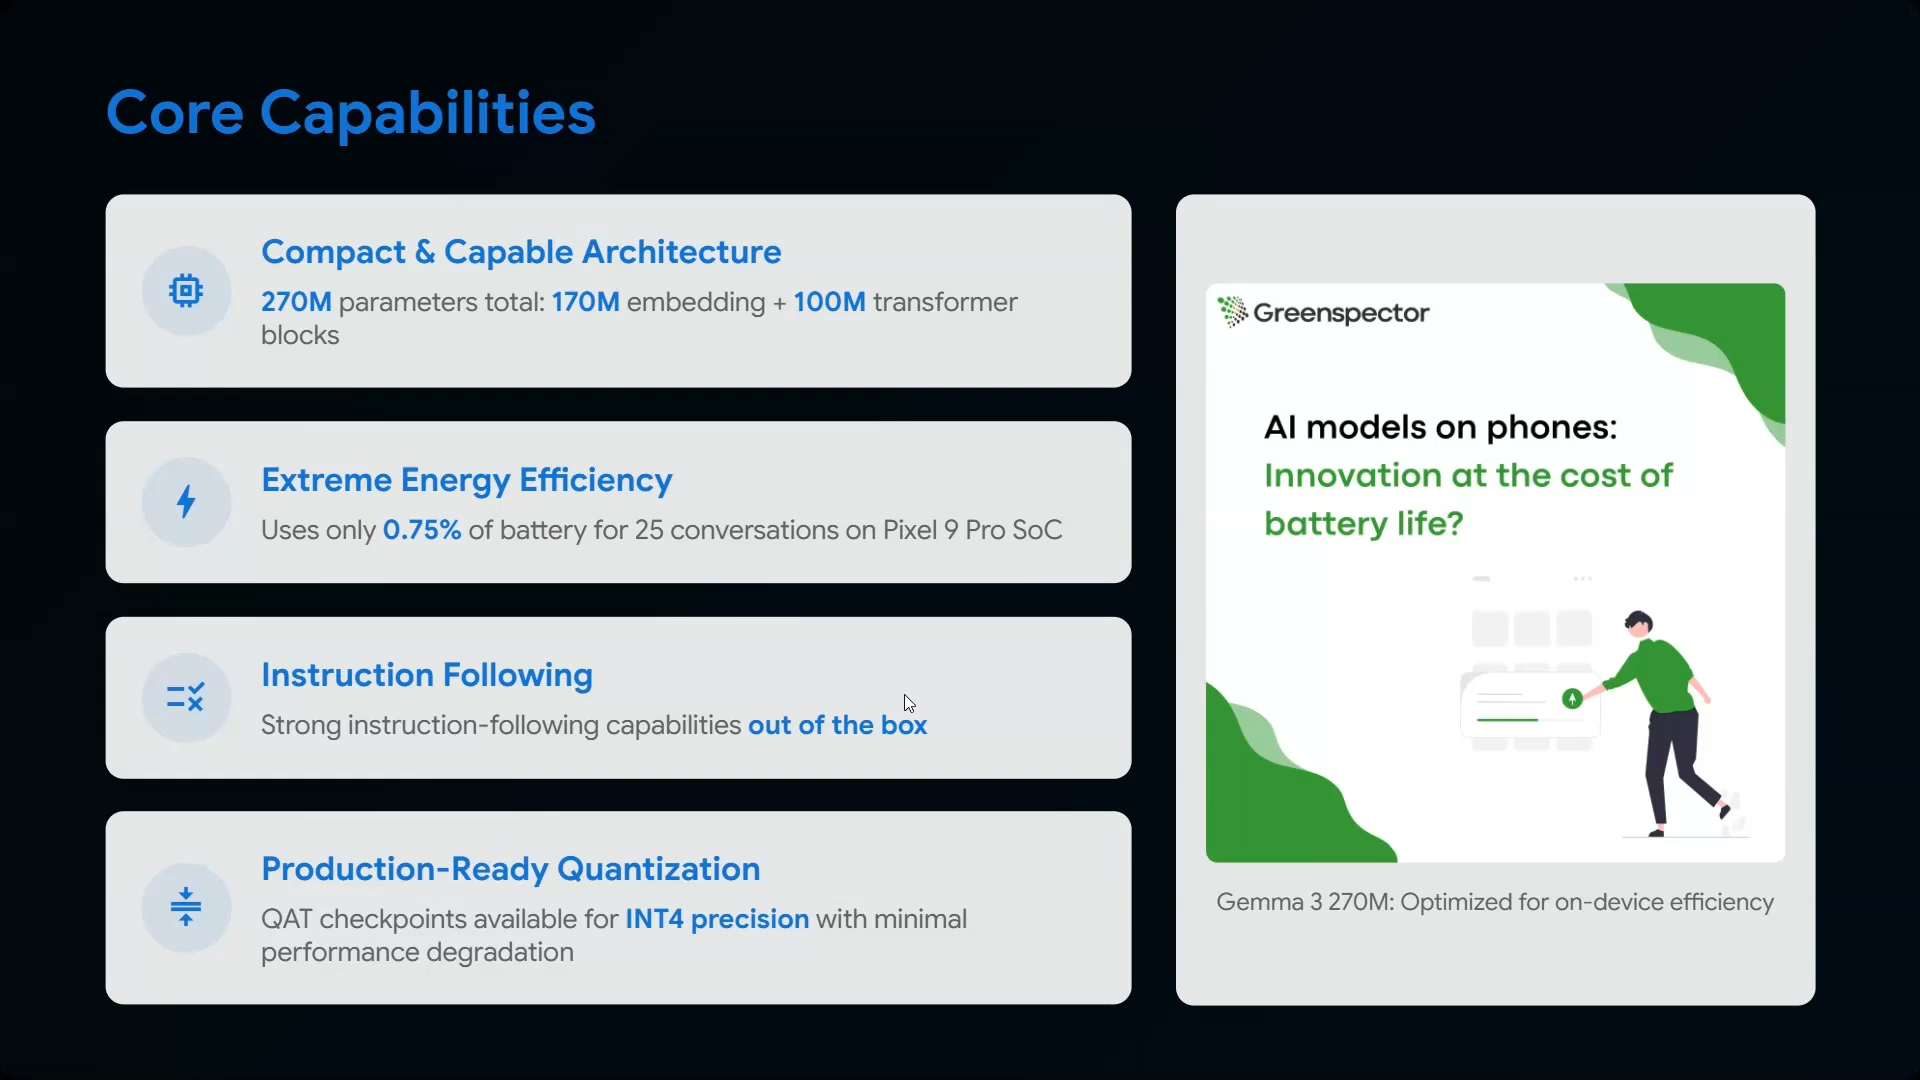 Core Capabilities
Compact & Capable Architecture
270M parameters total: 170M embedding + 100M transformer
blocks
Extreme Energy Efficiency
Uses only 0.75% of battery for 25 conversations on Pixel 9 Pro SoC
Instruction Following
Strong instruction-following capabilities out of the box
Production-Ready Quantization
QAT checkpoints available for INT4 precision with minimal
performance degradation
Greenspector
AI models on phones:
Innovation at the cost of
battery life?
Gemma 3 270M: Optimized for on-device efficiency